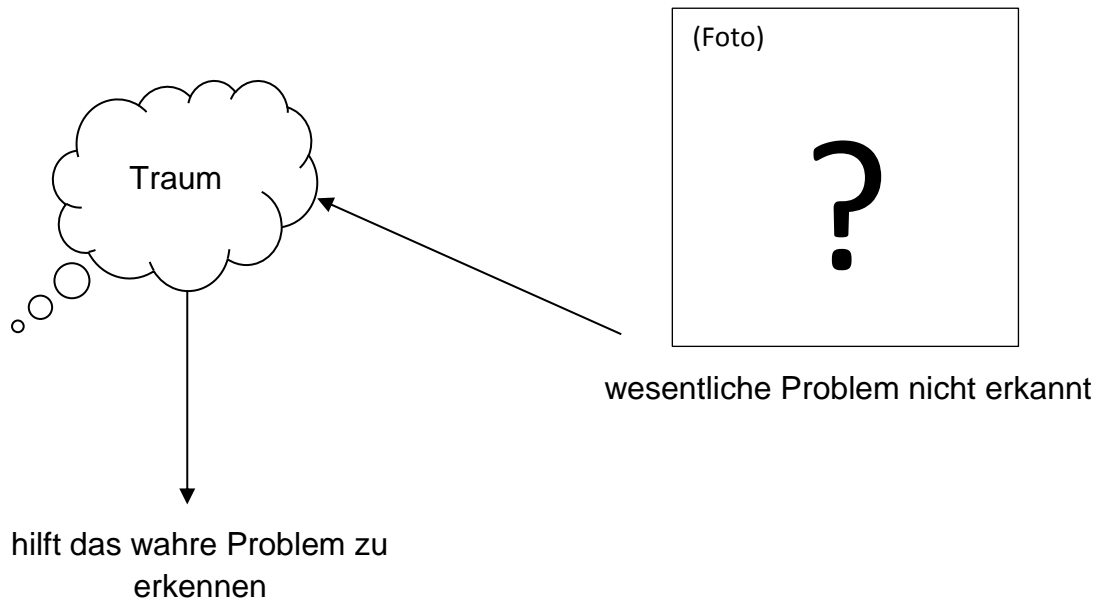 (Foto)
?
Traum
wesentliche Problem nicht erkannt
hilft das wahre Problem zu
erkennen